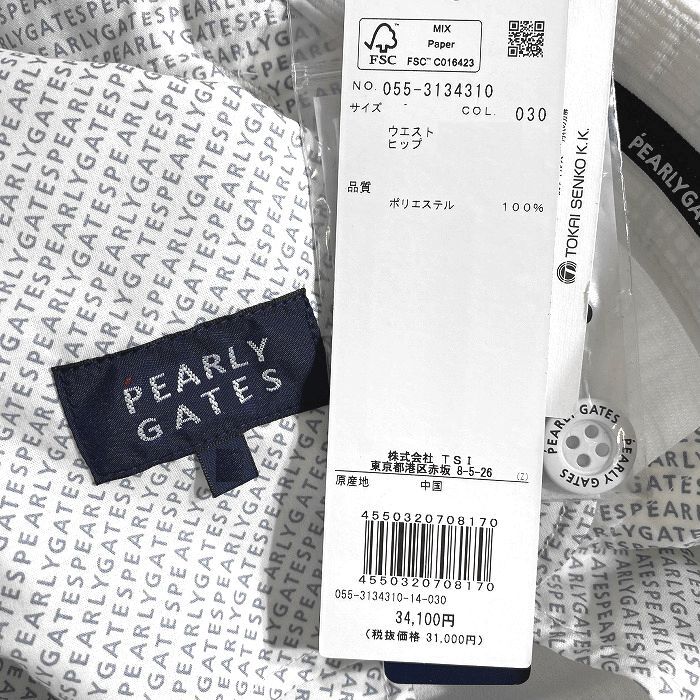 MIX
Paper
FSC™ C016423
FSC
NO. 055-3134310
サイズ - COL. 030
ウエスト
ヒップ
品質
ポリエステル 100%
株式会社 TSI
東京都港区赤坂 8-5-26 (Z)
原産地 中国
4550320708170
4550320708170
055-3134310-14-030
34,100円
(税抜価格 31,000円)
PEARLY
GATES
TOKAI SENKO K.K.
PEARLY GATES
PEARLY GATES
PEARLY GATES